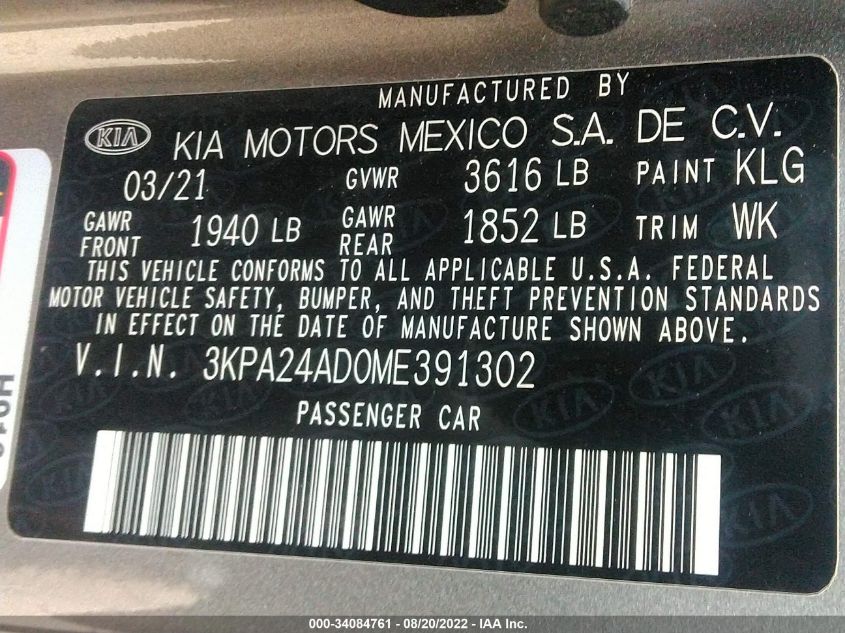 MANUFACTURED BY
KIA KIA MOTORS MEXICO S.A. DE C.V.
03/21 GVWR 3616 LB PAINT KLG
GAWR FRONT 1940 LB GAWR REAR 1852 LB TRIM WK
THIS VEHICLE CONFORMS TO ALL APPLICABLE U.S.A. FEDERAL
MOTOR VEHICLE SAFETY, BUMPER, AND THEFT PREVENTION STANDARDS
IN EFFECT ON THE DATE OF MANUFACTURE SHOWN ABOVE.
V.I.N. 3KPA24AD0ME391302
PASSENGER CAR
000-34084761 - 08/20/2022 - IAA Inc.